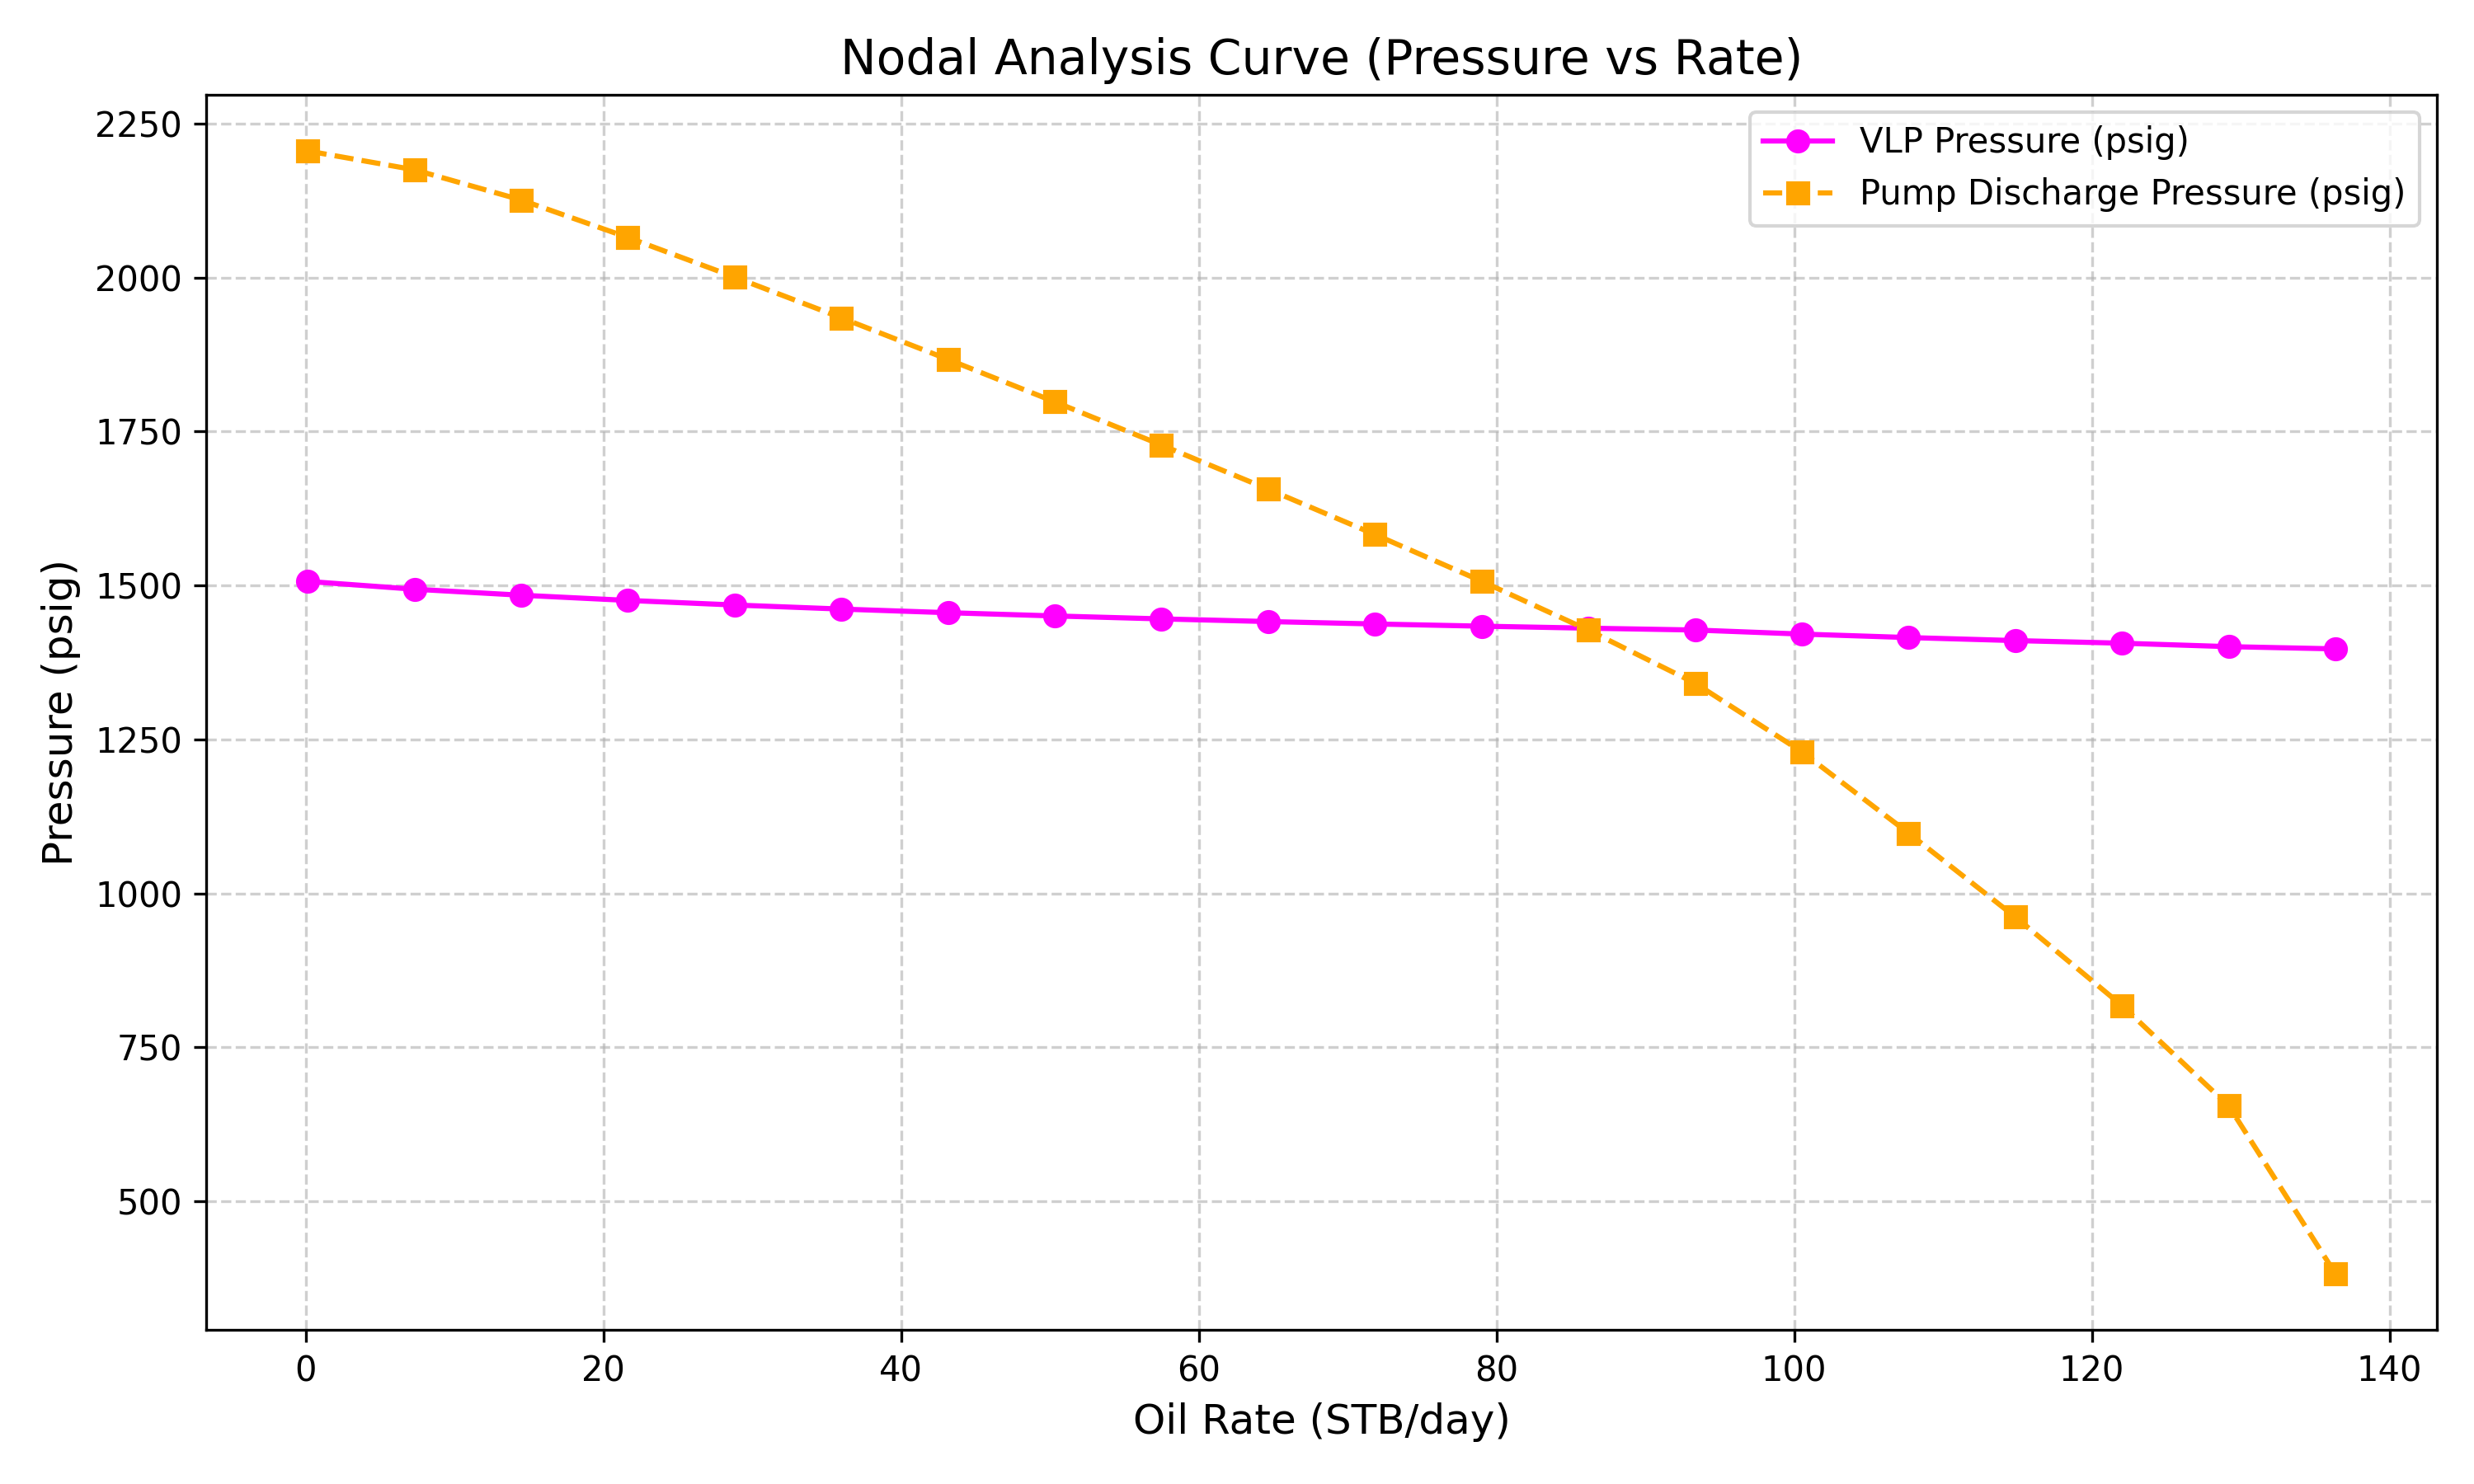 Nodal Analysis Curve (Pressure vs Rate)
VLP Pressure (psig)
Pump Discharge Pressure (psig)
Pressure (psig)
2250
2000
1750
1500
1250
1000
750
500
0 20 40 60 80 100 120 140
Oil Rate (STB/day)